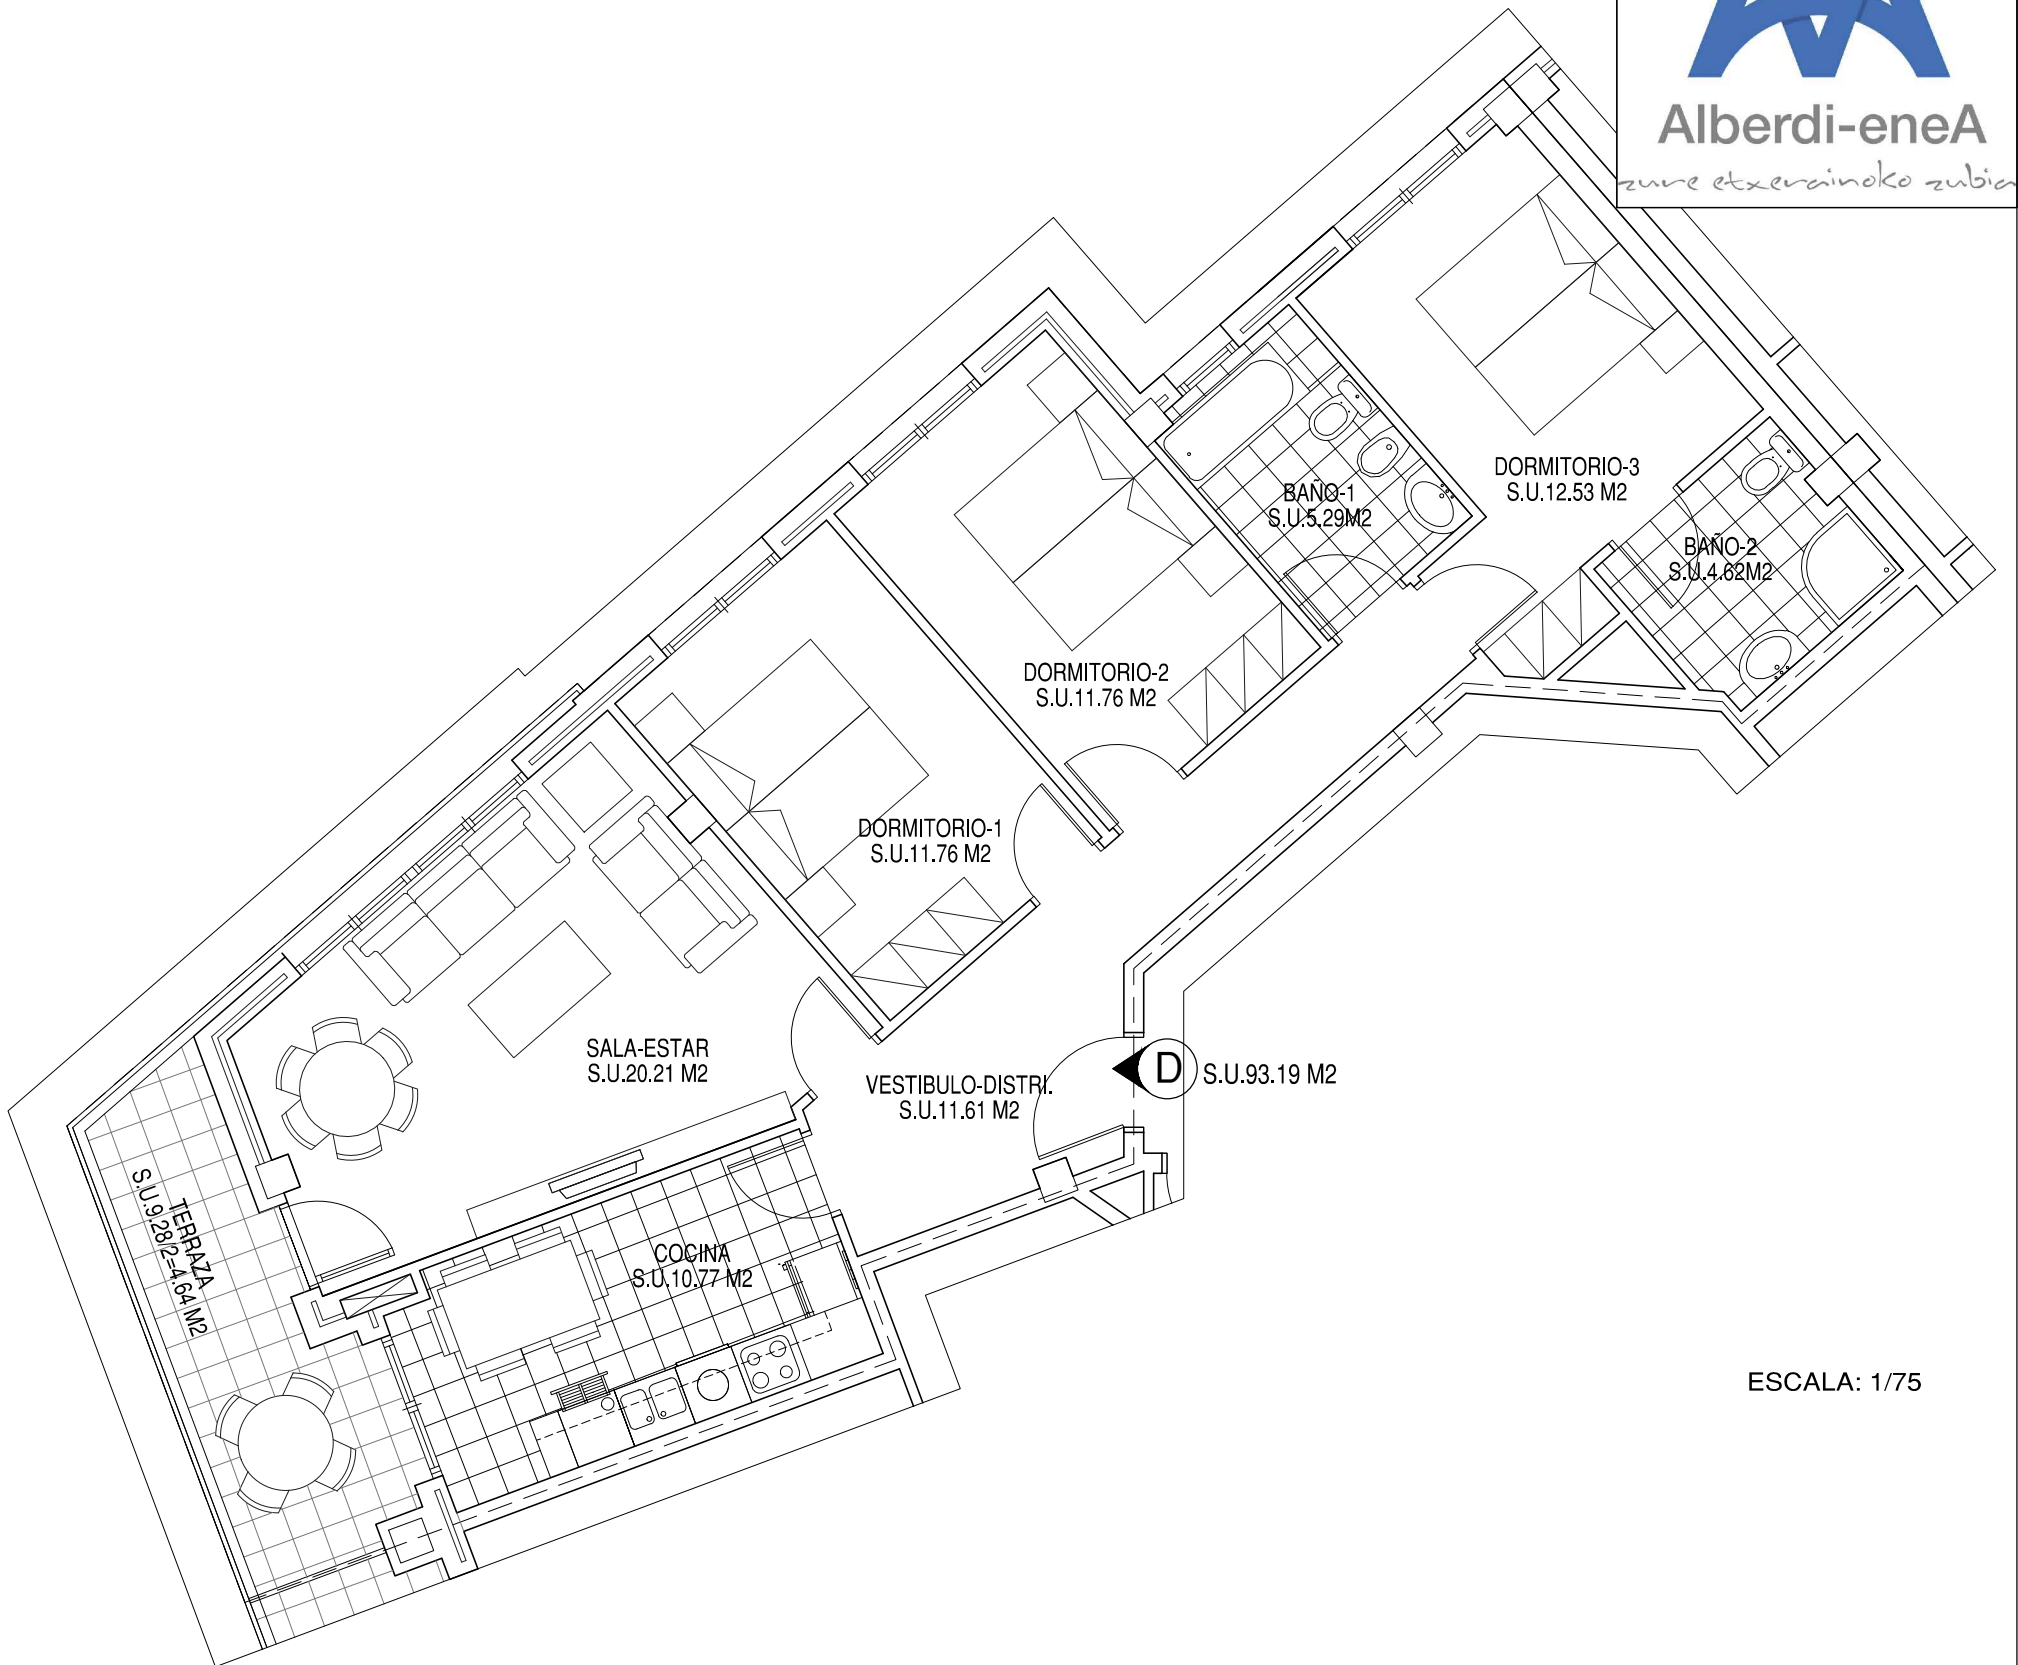 Alberdi-eneA
zure etxerainoko zubia
DORMITORIO-3
S.U.12.53 M2
BAÑO-1
S.U.5.29M2
BAÑO-2
S.U.4.62M2
DORMITORIO-2
S.U.11.76 M2
DORMITORIO-1
S.U.11.76 M2
SALA-ESTAR
S.U.20.21 M2
VESTIBULO-DISTRI.
S.U.11.61 M2
D S.U.93.19 M2
TERRAZA
S.U.9.28/2=4.64 M2
COCINA
S.U.10.77 M2
ESCALA: 1/75